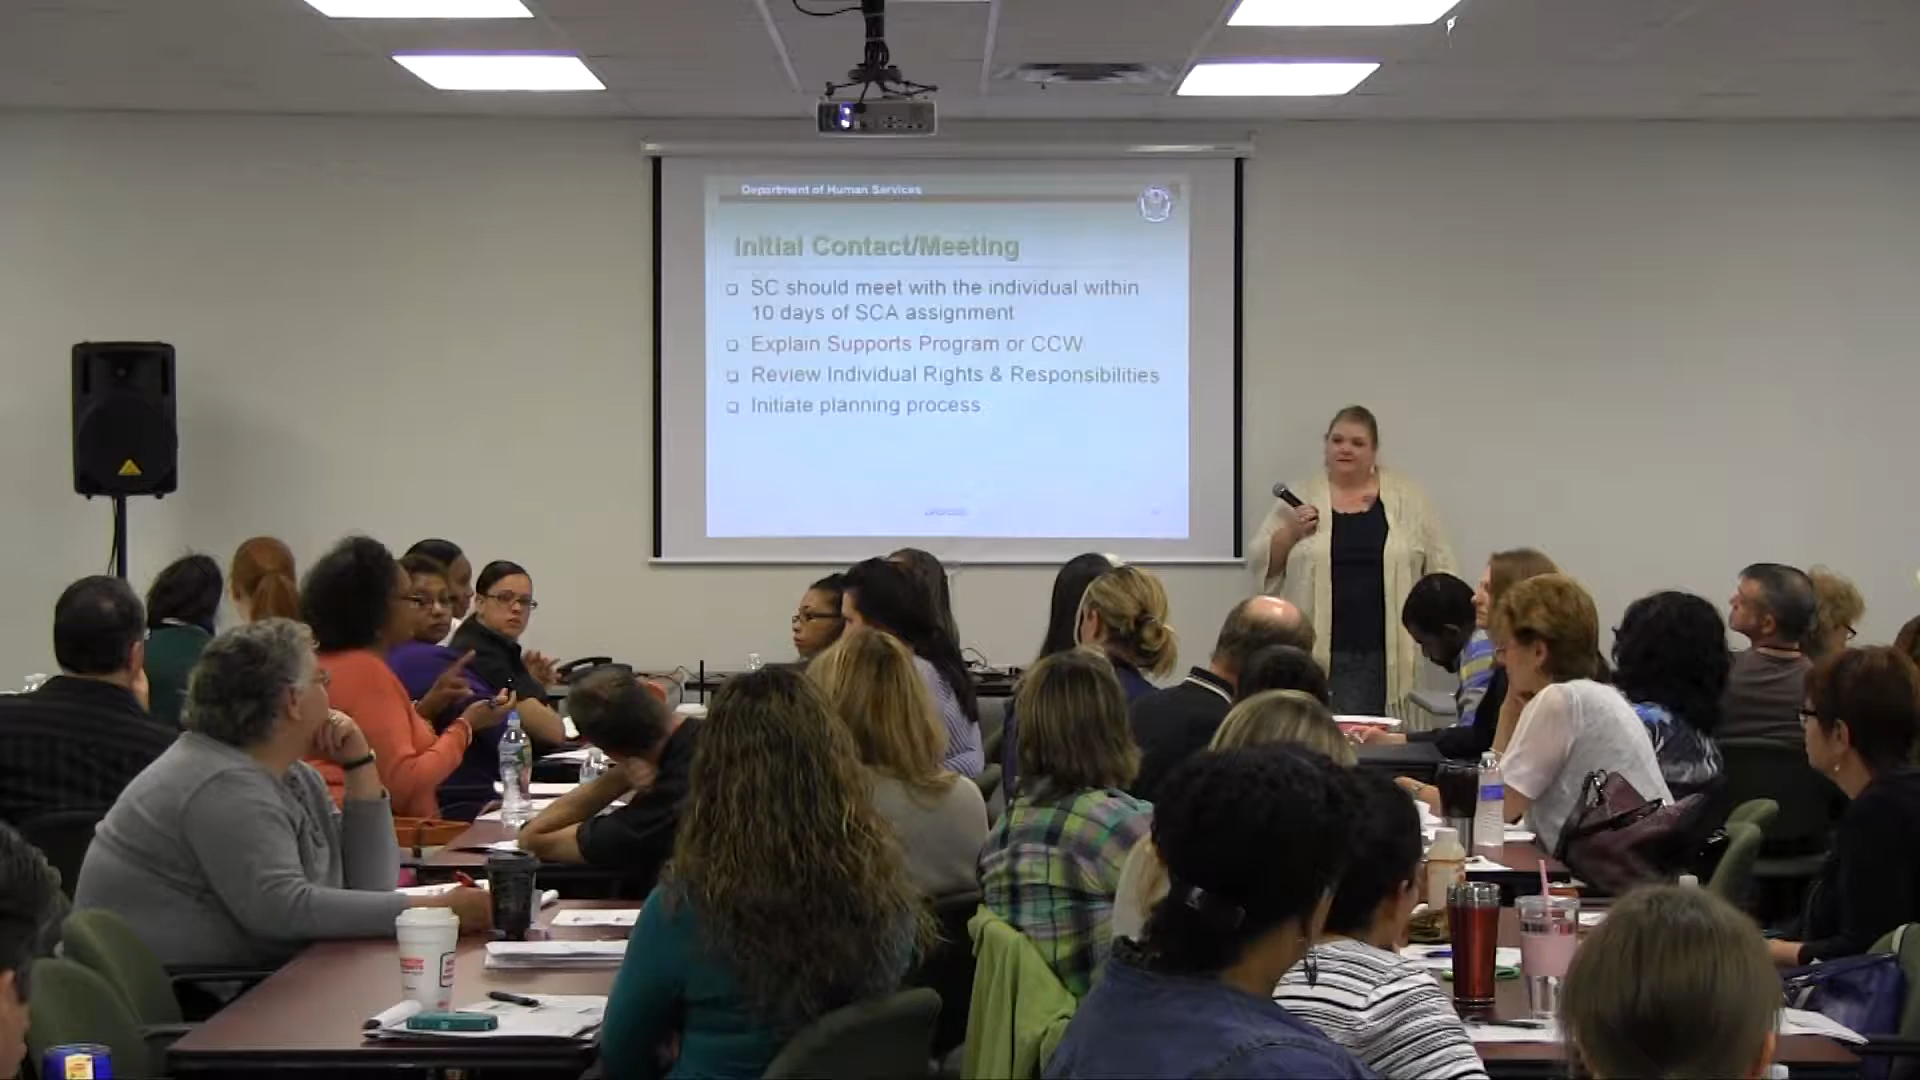 Department of Human Services
Initial Contact/Meeting
SC should meet with the individual within
10 days of SCA assignment
Explain Supports Program or CCW
Review Individual Rights & Responsibilities
Initiate planning process